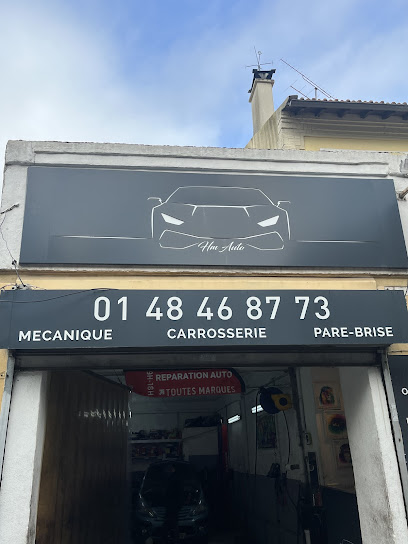 Hm Auto
01 48 46 87 73
MECANIQUE CARROSSERIE PARE-BRISE
REPARATION AUTO
TOUTES MARQUES